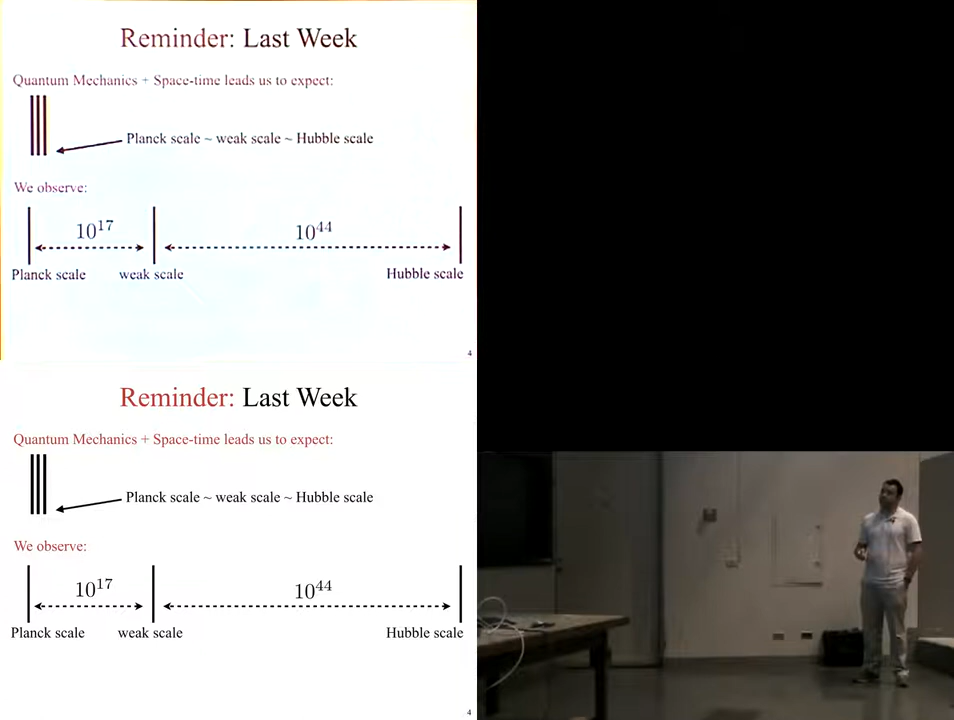 Reminder: Last Week
Quantum Mechanics + Space-time leads us to expect:
Planck scale ~ weak scale ~ Hubble scale
We observe:
10^17 10^44
Planck scale weak scale Hubble scale
4
Reminder: Last Week
Quantum Mechanics + Space-time leads us to expect:
Planck scale ~ weak scale ~ Hubble scale
We observe:
10^17 10^44
Planck scale weak scale Hubble scale
4